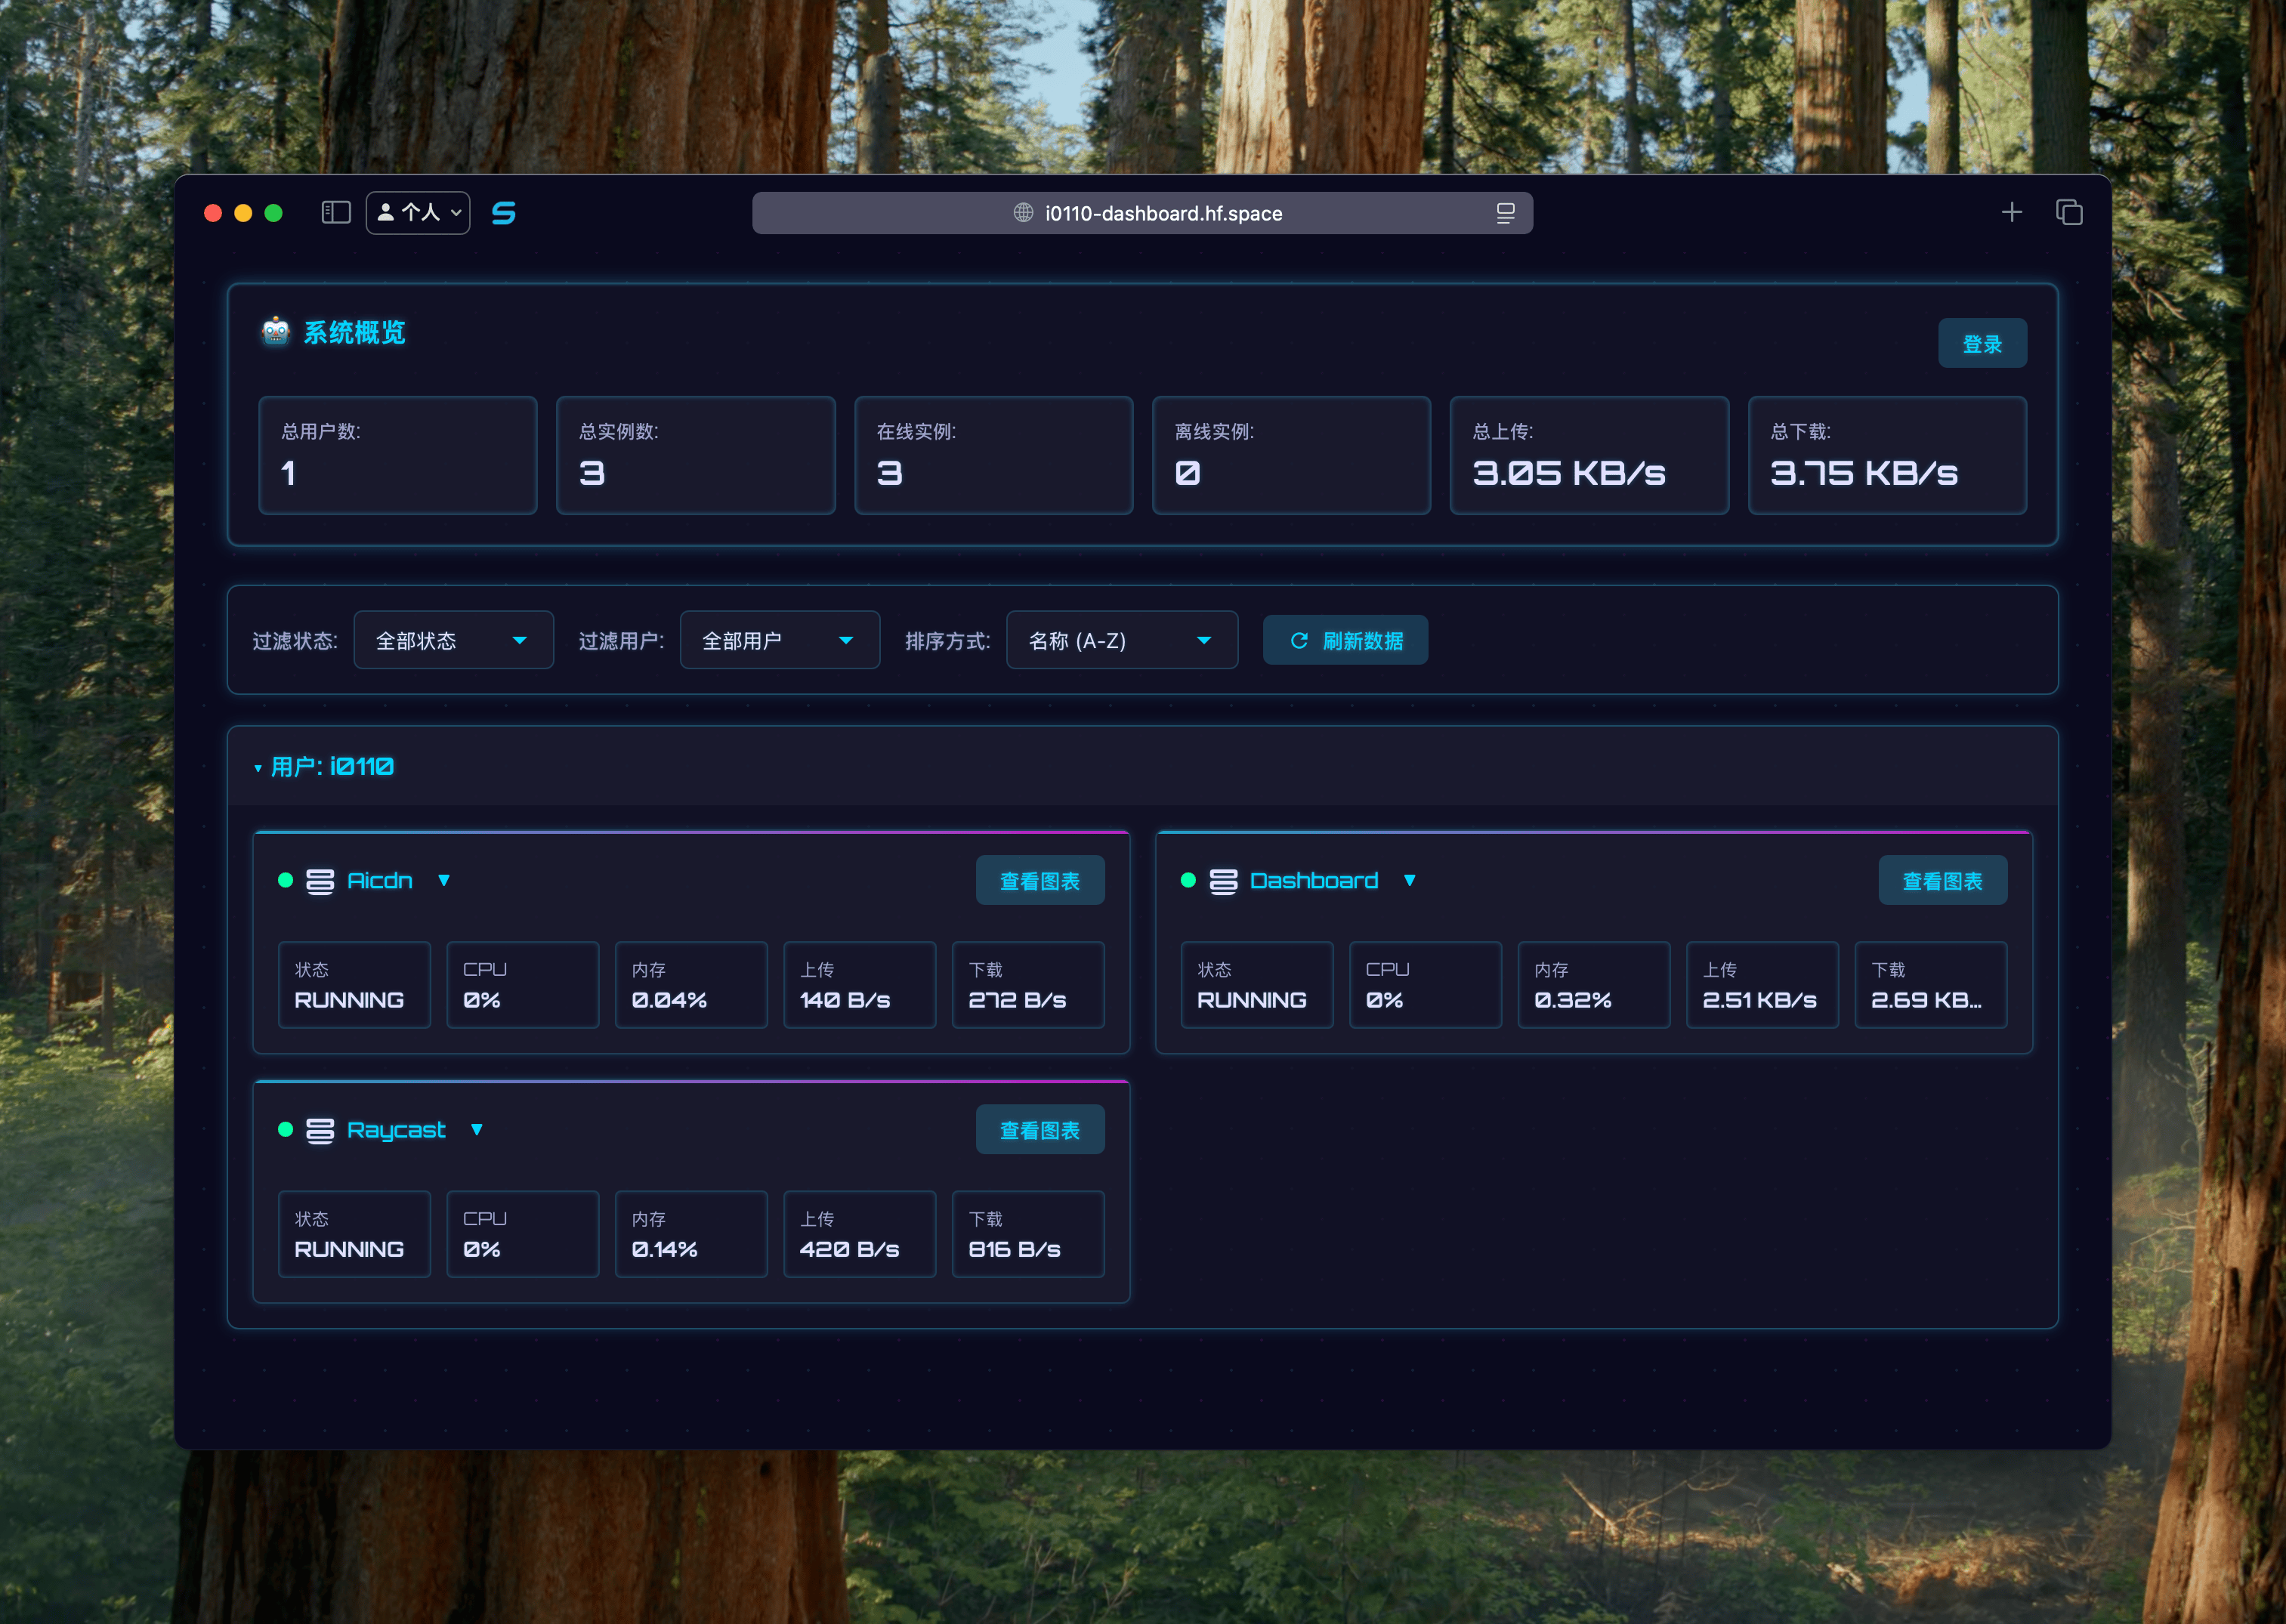 个人
i0110-dashboard.hf.space
系统概览
登录
总用户数: 总实例数: 在线实例: 离线实例: 总上传: 总下载:
1 3 3 0 3.05 KB/s 3.75 KB/s
过滤状态: 全部状态 过滤用户: 全部用户 排序方式: 名称 (A-Z) 刷新数据
用户: i0110
Aicdn 查看图表
状态 CPU 内存 上传 下载
RUNNING 0% 0.04% 140 B/s 272 B/s
Dashboard 查看图表
状态 CPU 内存 上传 下载
RUNNING 0% 0.32% 2.51 KB/s 2.69 KB...
Raycast 查看图表
状态 CPU 内存 上传 下载
RUNNING 0% 0.14% 420 B/s 816 B/s